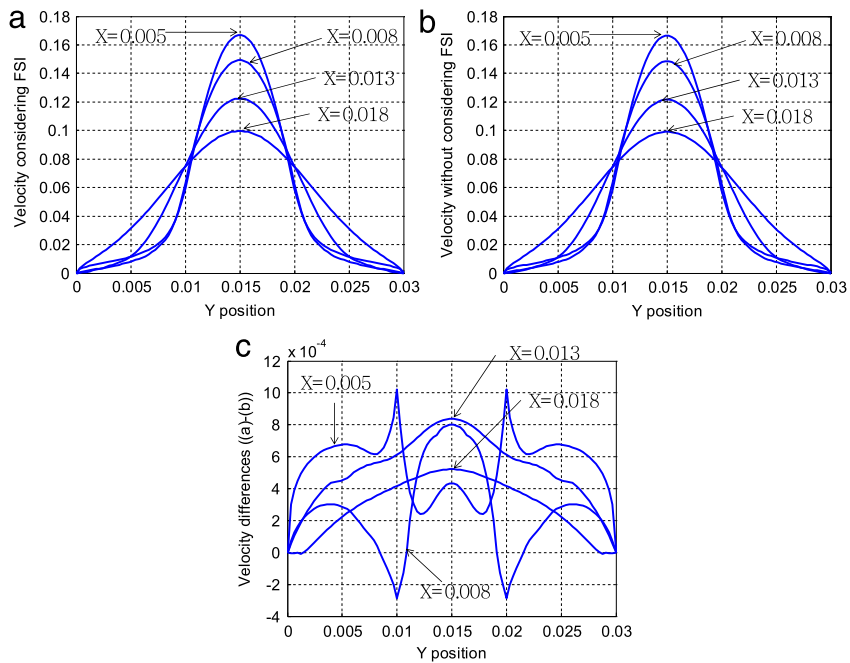 a
Velocity considering FSI
0.18
0.16
0.14
0.12
0.1
0.08
0.06
0.04
0.02
0
X=0.005
X=0.008
X=0.013
X=0.018
0 0.005 0.01 0.015 0.02 0.025 0.03
Y position
b
Velocity without considering FSI
0.18
0.16
0.14
0.12
0.1
0.08
0.06
0.04
0.02
0
X=0.005
X=0.008
X=0.013
X=0.018
0 0.005 0.01 0.015 0.02 0.025 0.03
Y position
c
x 10-4
Velocity differences ((a)-(b))
12
10
8
6
4
2
0
-2
-4
X=0.013
X=0.005
X=0.018
X=0.008
0 0.005 0.01 0.015 0.02 0.025 0.03
Y position